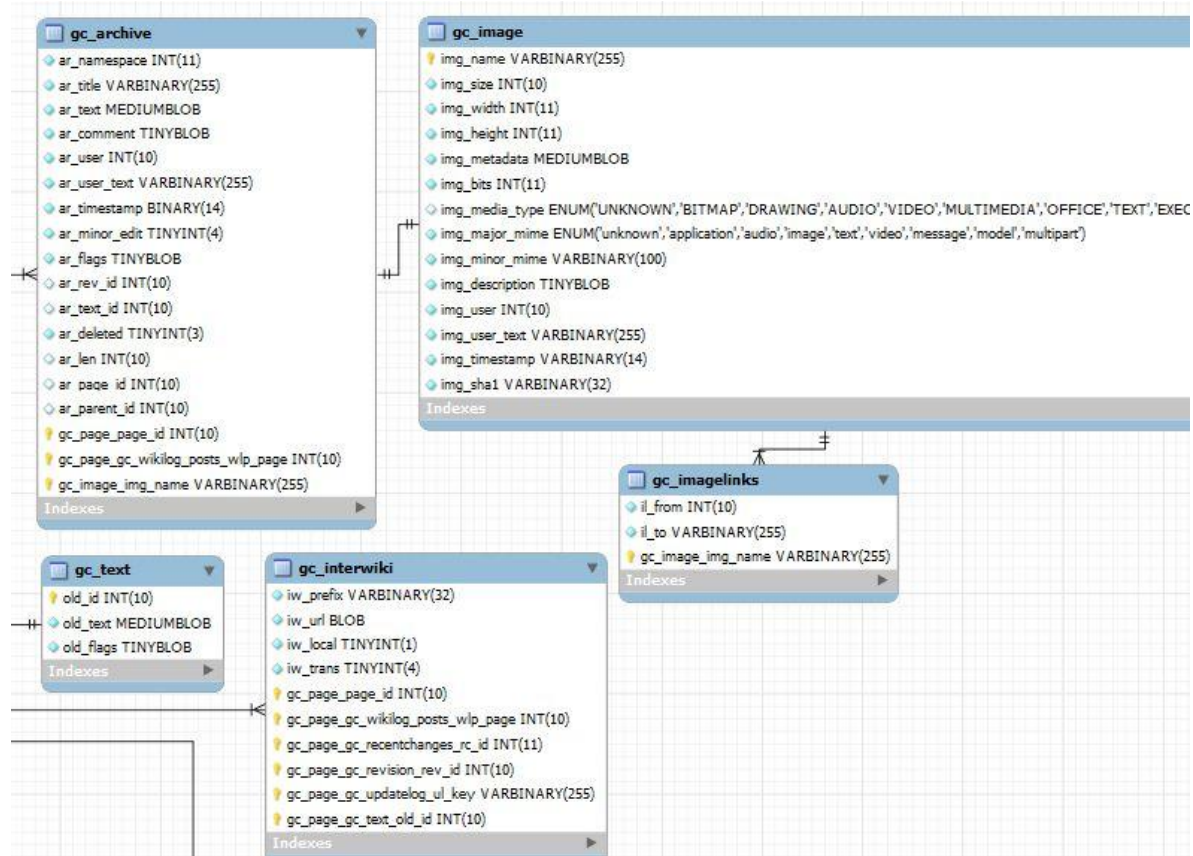 gc_archive
ar_namespace INT(11)
ar_title VARBINARY(255)
ar_text MEDIUMBLOB
ar_comment TINYBLOB
ar_user INT(10)
ar_user_text VARBINARY(255)
ar_timestamp BINARY(14)
ar_minor_edit TINYINT(4)
ar_flags TINYBLOB
ar_rev_id INT(10)
ar_text_id INT(10)
ar_deleted TINYINT(3)
ar_len INT(10)
ar_page_id INT(10)
ar_parent_id INT(10)
gc_page_page_id INT(10)
gc_page_gc_wikilog_posts_wlp_page INT(10)
gc_image_img_name VARBINARY(255)
Indexes
gc_image
img_name VARBINARY(255)
img_size INT(10)
img_width INT(11)
img_height INT(11)
img_metadata MEDIUMBLOB
img_bits INT(11)
img_media_type ENUM('UNKNOWN','BITMAP','DRAWING','AUDIO','VIDEO','MULTIMEDIA','OFFICE','TEXT','EXEC
img_major_mime ENUM('unknown','application','audio','image','text','video','message','model','multipart')
img_minor_mime VARBINARY(100)
img_description TINYBLOB
img_user INT(10)
img_user_text VARBINARY(255)
img_timestamp VARBINARY(14)
img_sha1 VARBINARY(32)
Indexes
gc_imagelinks
il_from INT(10)
il_to VARBINARY(255)
gc_image_img_name VARBINARY(255)
Indexes
gc_text
old_id INT(10)
old_text MEDIUMBLOB
old_flags TINYBLOB
Indexes
gc_interwiki
iw_prefix VARBINARY(32)
iw_url BLOB
iw_local TINYINT(1)
iw_trans TINYINT(4)
gc_page_page_id INT(10)
gc_page_gc_wikilog_posts_wlp_page INT(10)
gc_page_gc_recentchanges_rc_id INT(11)
gc_page_gc_revision_rev_id INT(10)
gc_page_gc_updatelog_ul_key VARBINARY(255)
gc_page_gc_text_old_id INT(10)
Indexes